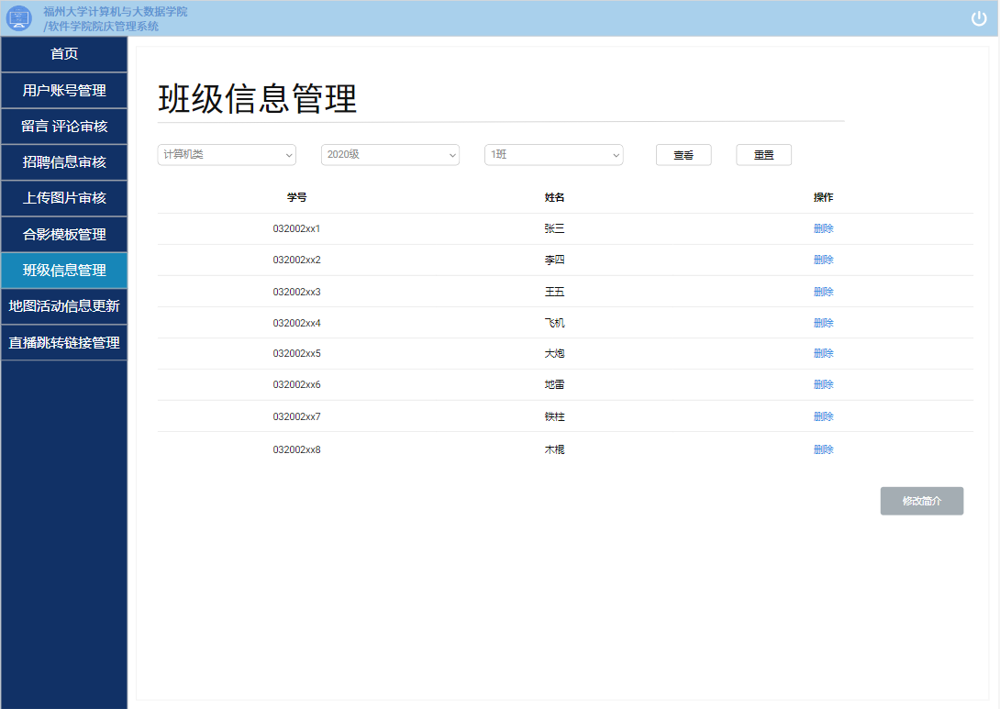 福州大学计算机与大数据学院
/软件学院院庆管理系统
首页
用户账号管理
留言 评论审核
招聘信息审核
上传图片审核
合影模板管理
班级信息管理
地图活动信息更新
直播跳转链接管理
班级信息管理
计算机类 2020级 1班 查看 重置
学号 姓名 操作
032002xx1 张三 删除
032002xx2 李四 删除
032002xx3 王五 删除
032002xx4 飞机 删除
032002xx5 大炮 删除
032002xx6 地雷 删除
032002xx7 铁柱 删除
032002xx8 木棍 删除
修改简介